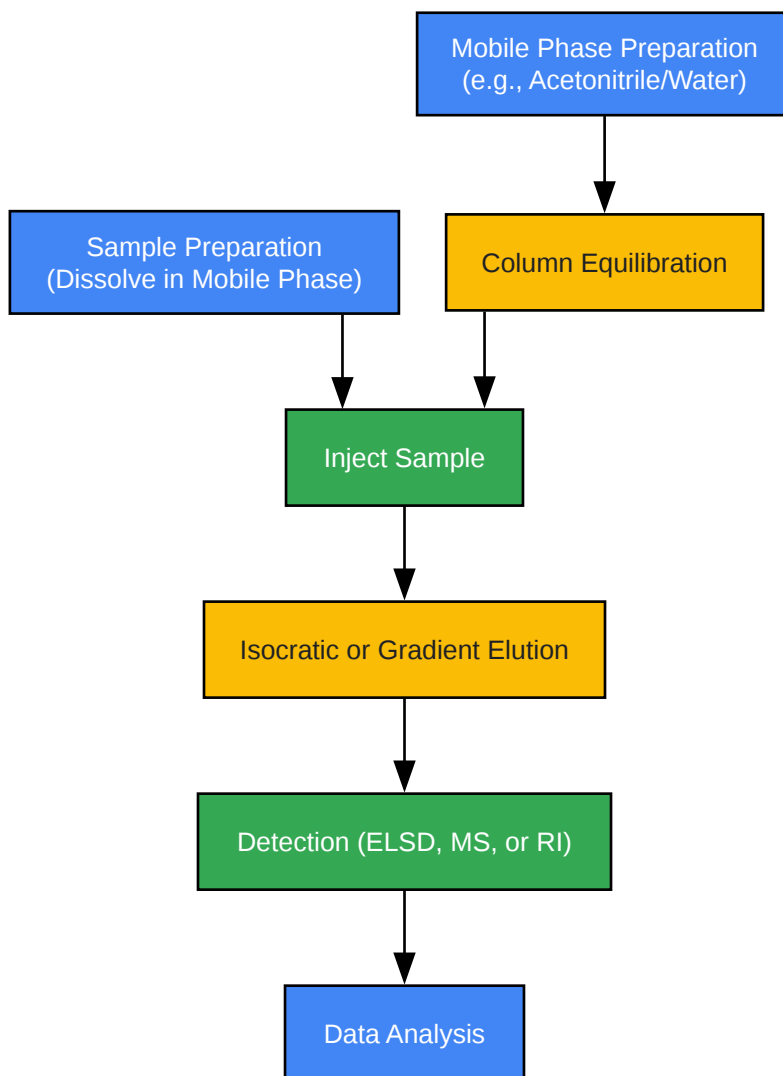 Mobile Phase Preparation
(e.g., Acetonitrile/Water)
Sample Preparation
(Dissolve in Mobile Phase)
Column Equilibration
Inject Sample
Isocratic or Gradient Elution
Detection (ELSD, MS, or RI)
Data Analysis